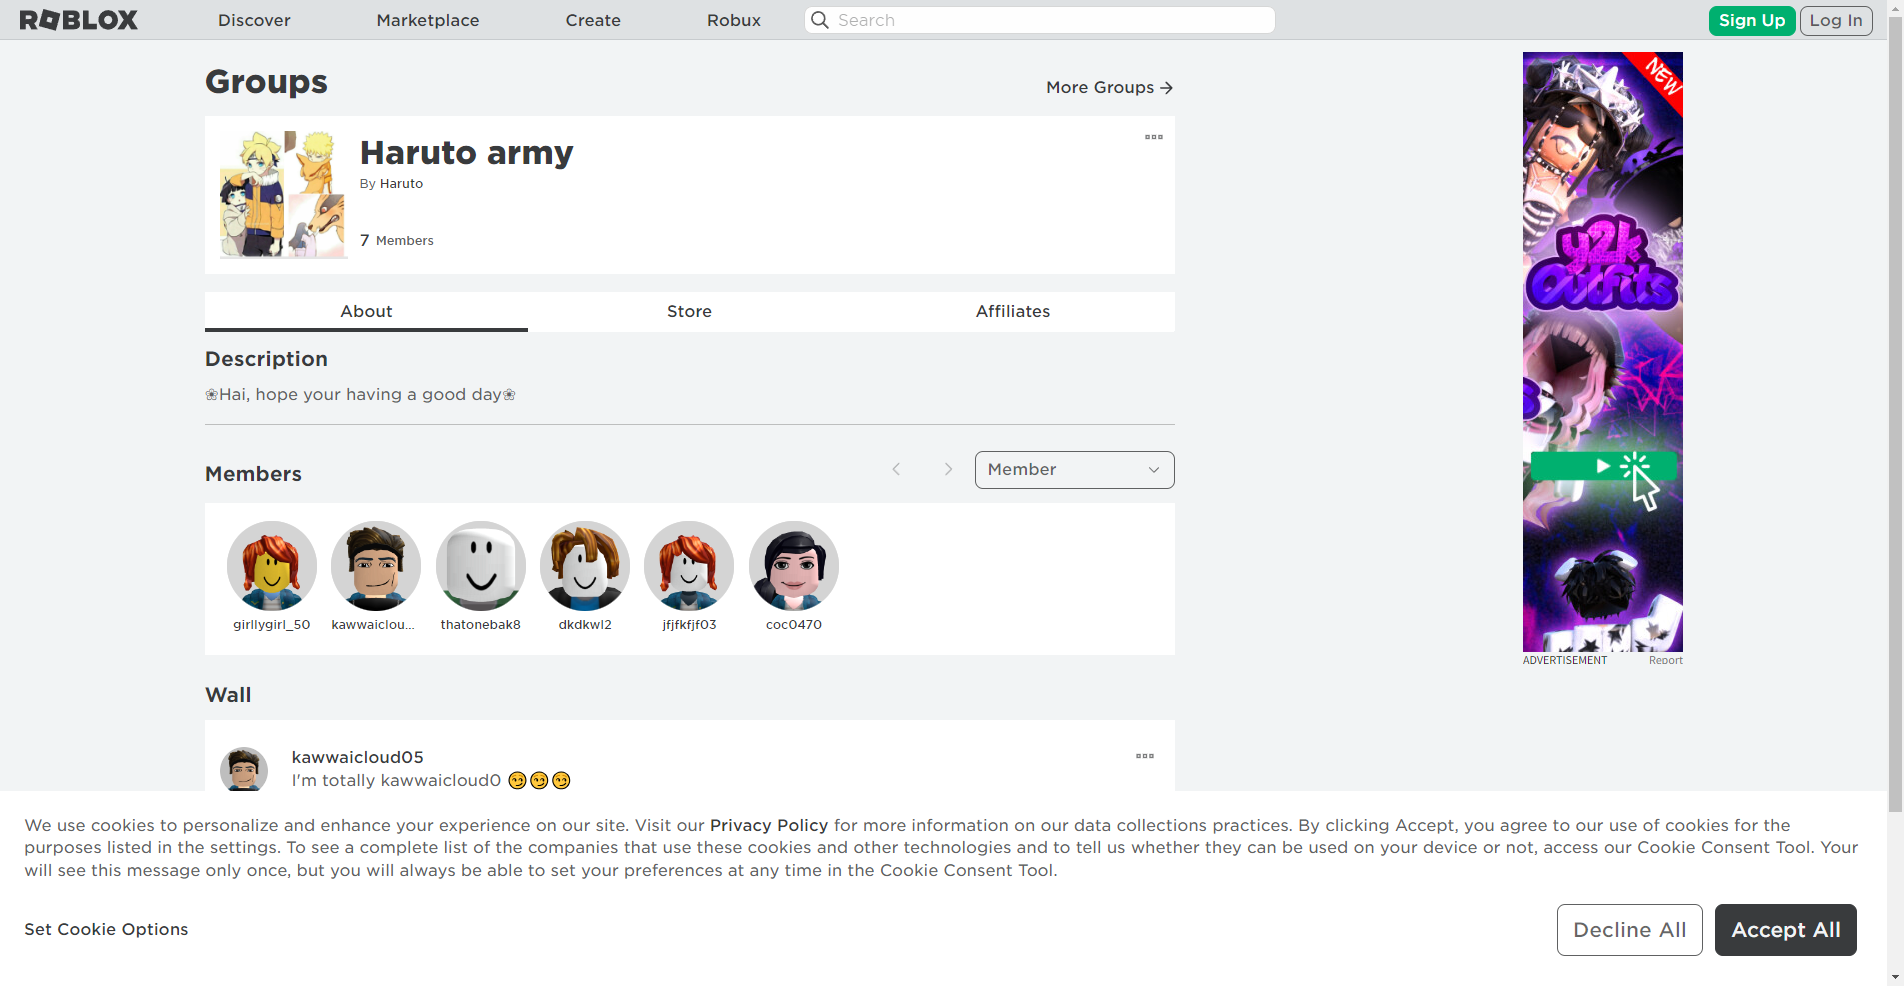 ROBLOX
Discover
Marketplace
Create
Robux
Search
Sign Up
Log In
Groups
More Groups
Haruto army
By Haruto
7 Members
About
Store
Affiliates
Description
❀Hai, hope your having a good day❀
Members
Member
girllygirl_50
kawwaiclou...
thatonebak8
dkdkwl2
jfjfkfjf03
coc0470
Wall
kawwaicloud05
I'm totally kawwaicloud0 😏😏😏
NEW
y2k
Outfits
ADVERTISEMENT
Report
We use cookies to personalize and enhance your experience on our site. Visit our Privacy Policy for more information on our data collections practices. By clicking Accept, you agree to our use of cookies for the
purposes listed in the settings. To see a complete list of the companies that use these cookies and other technologies and to tell us whether they can be used on your device or not, access our Cookie Consent Tool. Your
will see this message only once, but you will always be able to set your preferences at any time in the Cookie Consent Tool.
Set Cookie Options
Decline All
Accept All